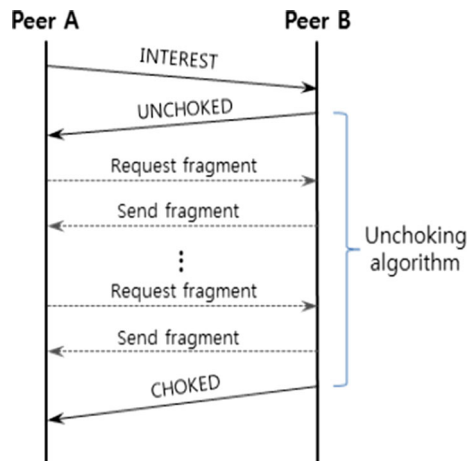 Peer A
Peer B
INTEREST
UNCHOKED
Request fragment
Send fragment
Unchoking
algorithm
Request fragment
Send fragment
CHOKED